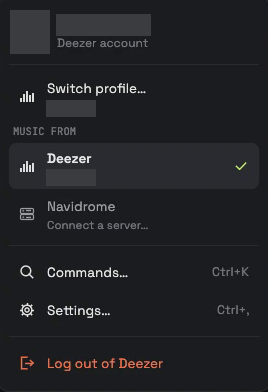 Deezer account
Switch profile...
MUSIC FROM
Deezer
Navidrome
Connect a server...
Commands... Ctrl+K
Settings... Ctrl+,
Log out of Deezer